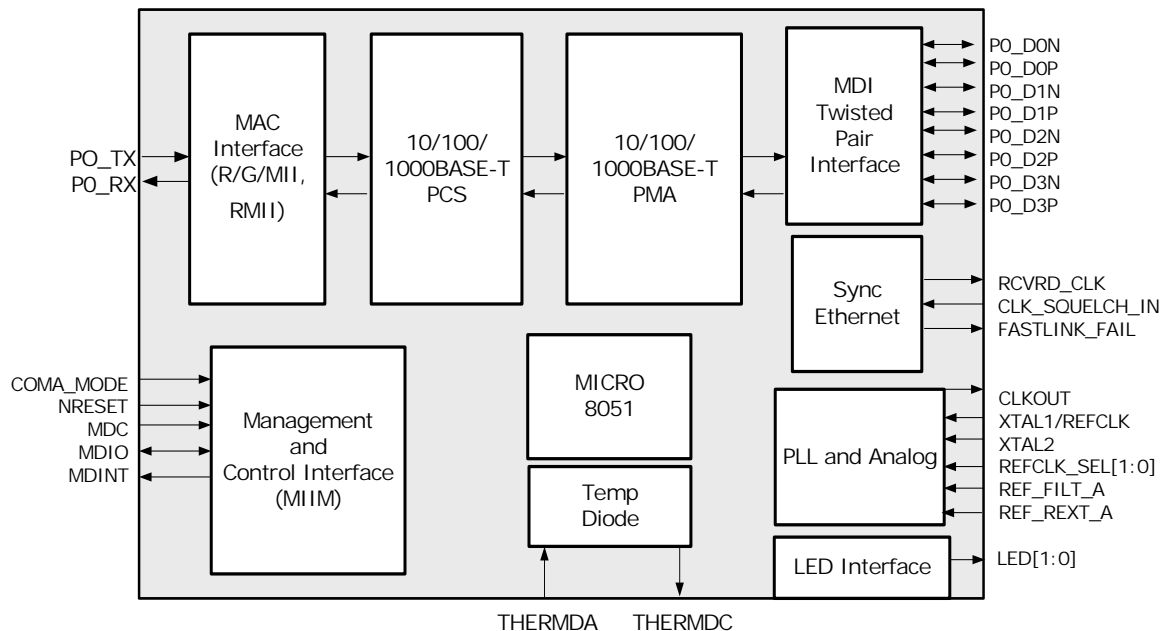 PO_TX
P0_RX
MAC
Interface
(R/G/MII,
RMII)
10/100/
1000BASE-T
PCS
10/100/
1000BASE-T
PMA
MDI
Twisted
Pair
Interface
P0_D0N
P0_D0P
P0_D1N
P0_D1P
P0_D2N
P0_D2P
P0_D3N
P0_D3P
Sync
Ethernet
RCVRD_CLK
CLK_SQUELCH_IN
FASTLINK_FAIL
COMA_MODE
NRESET
MDC
MDIO
MDINT
Management
and
Control Interface
(MIIM)
MICRO
8051
Temp
Diode
THERMDA
THERMDC
PLL and Analog
CLKOUT
XTAL1/REFCLK
XTAL2
REFCLK_SEL[1:0]
REF_FILT_A
REF_REXT_A
LED Interface
LED[1:0]